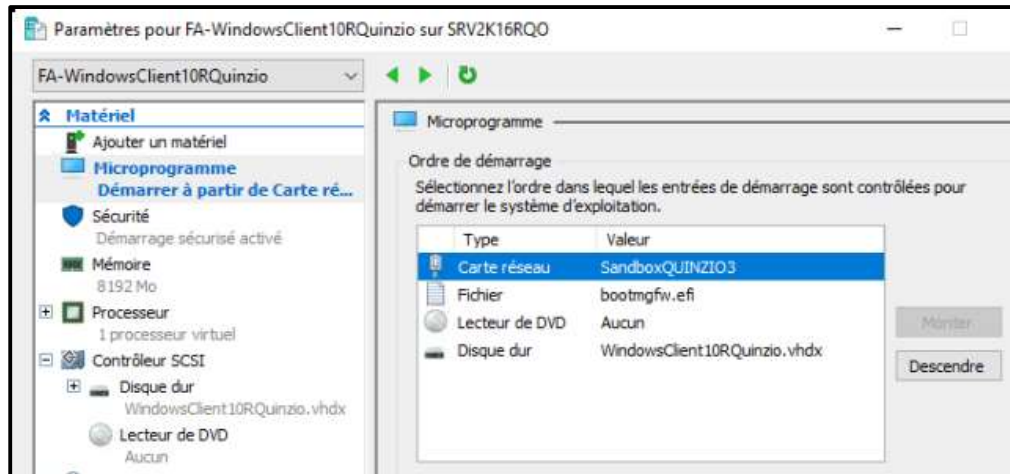 Paramètres pour FA-WindowsClient10RQuinzio sur SRV2K16RQO
FA-WindowsClient10RQuinzio
Matériel
Ajouter un matériel
Microprogramme
Démarrer à partir de Carte ré...
Sécurité
Démarrage sécurisé activé
Mémoire
8192 Mo
Processeur
1 processeur virtuel
Contrôleur SCSI
Disque dur
WindowsClient10RQuinzio.vhdx
Lecteur de DVD
Aucun
Microprogramme
Ordre de démarrage
Sélectionnez l'ordre dans lequel les entrées de démarrage sont contrôlées pour
démarrer le système d'exploitation.
Type Valeur
Carte réseau SandboxQUINZIO3
Fichier bootmgfw.efi
Lecteur de DVD Aucun
Disque dur WindowsClient10RQuinzio.vhdx
Monter
Descendre